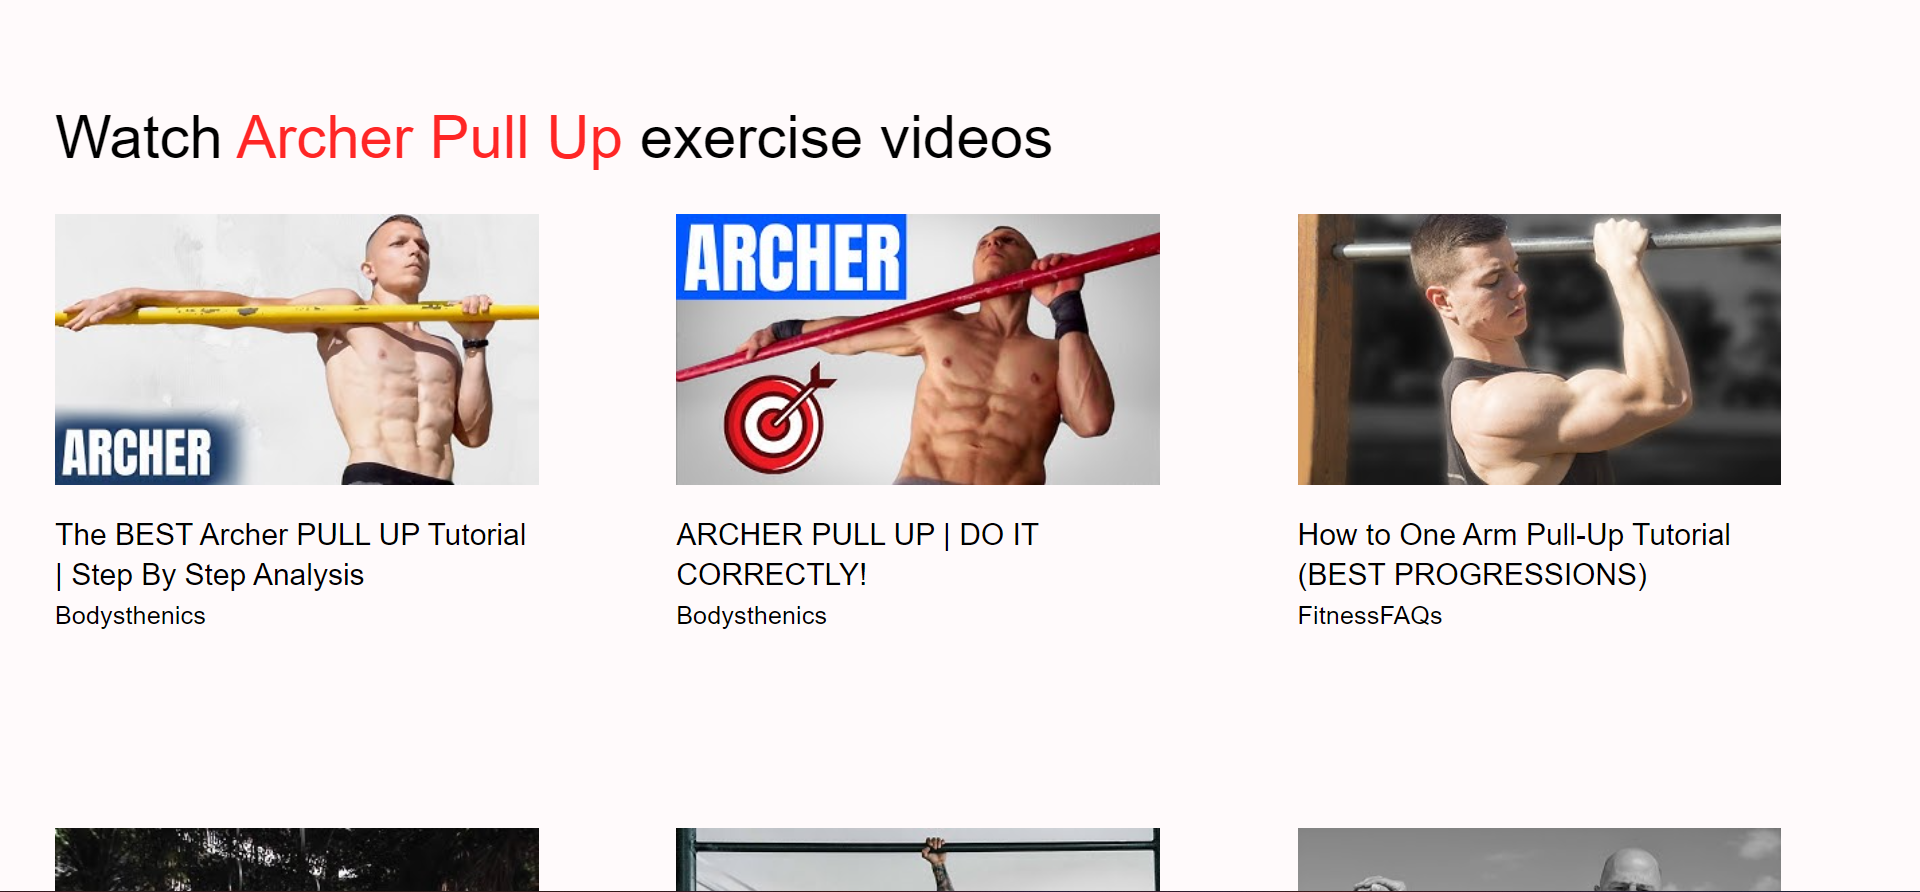 Watch Archer Pull Up exercise videos
ARCHER
ARCHER
The BEST Archer PULL UP Tutorial
| Step By Step Analysis
Bodysthenics
ARCHER PULL UP | DO IT
CORRECTLY!
Bodysthenics
How to One Arm Pull-Up Tutorial
(BEST PROGRESSIONS)
FitnessFAQs